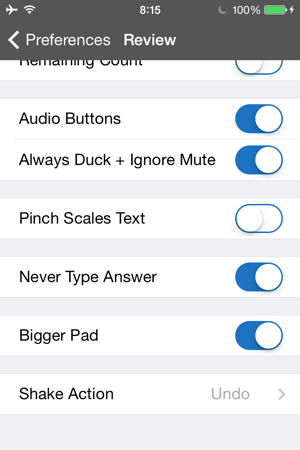 8:15
100%
Preferences
Review
Remaining Count
Audio Buttons
Always Duck + Ignore Mute
Pinch Scales Text
Never Type Answer
Bigger Pad
Shake Action
Undo